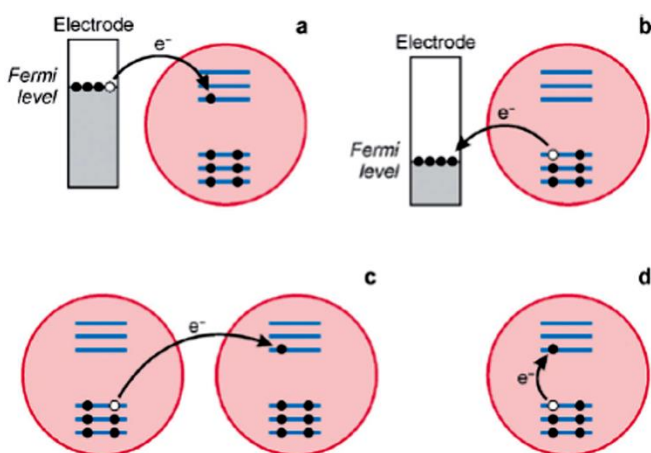 Electrode
a
e⁻
Fermi
level
Electrode
b
e⁻
Fermi
level
c
e⁻
d
e⁻